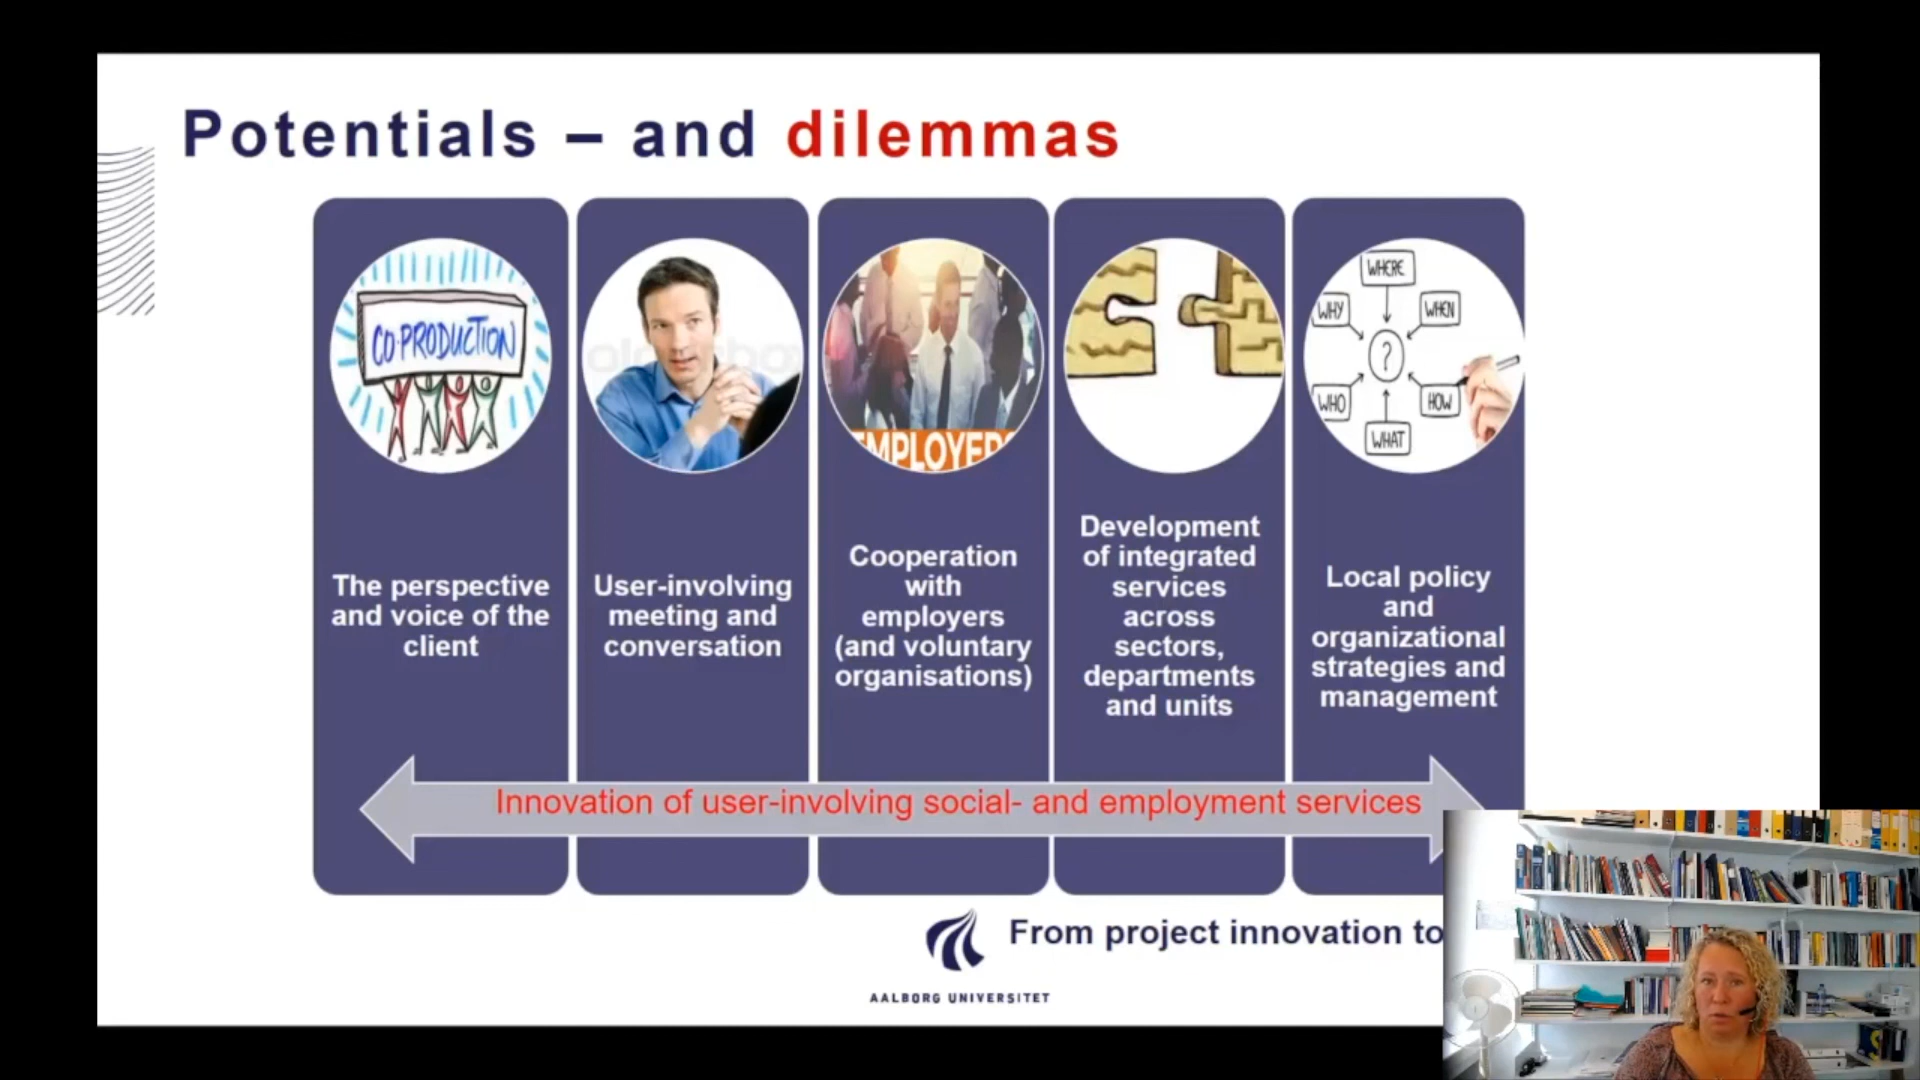 Potentials – and dilemmas
CO-PRODUCTION
EMPLOYERS
WHERE
WHY
WHEN
?
WHO
HOW
WHAT
The perspective
and voice of the
client
User-involving
meeting and
conversation
Cooperation
with
employers
(and voluntary
organisations)
Development
of integrated
services
across
sectors,
departments
and units
Local policy
and
organizational
strategies and
management
Innovation of user-involving social- and employment services
From project innovation to
AALBORG UNIVERSITET